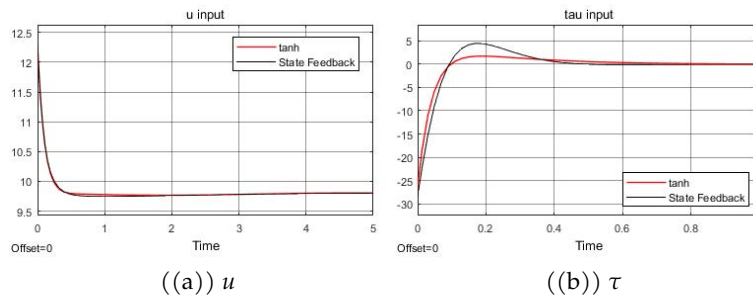 u input
12.5
12
11.5
11
10.5
10
9.5
0 1 2 3 4 5
tanh
State Feedback
Offset=0
Time
((a)) u
tau input
5
0
-5
-10
-15
-20
-25
-30
0 0.2 0.4 0.6 0.8
tanh
State Feedback
Offset=0
Time
((b)) τ